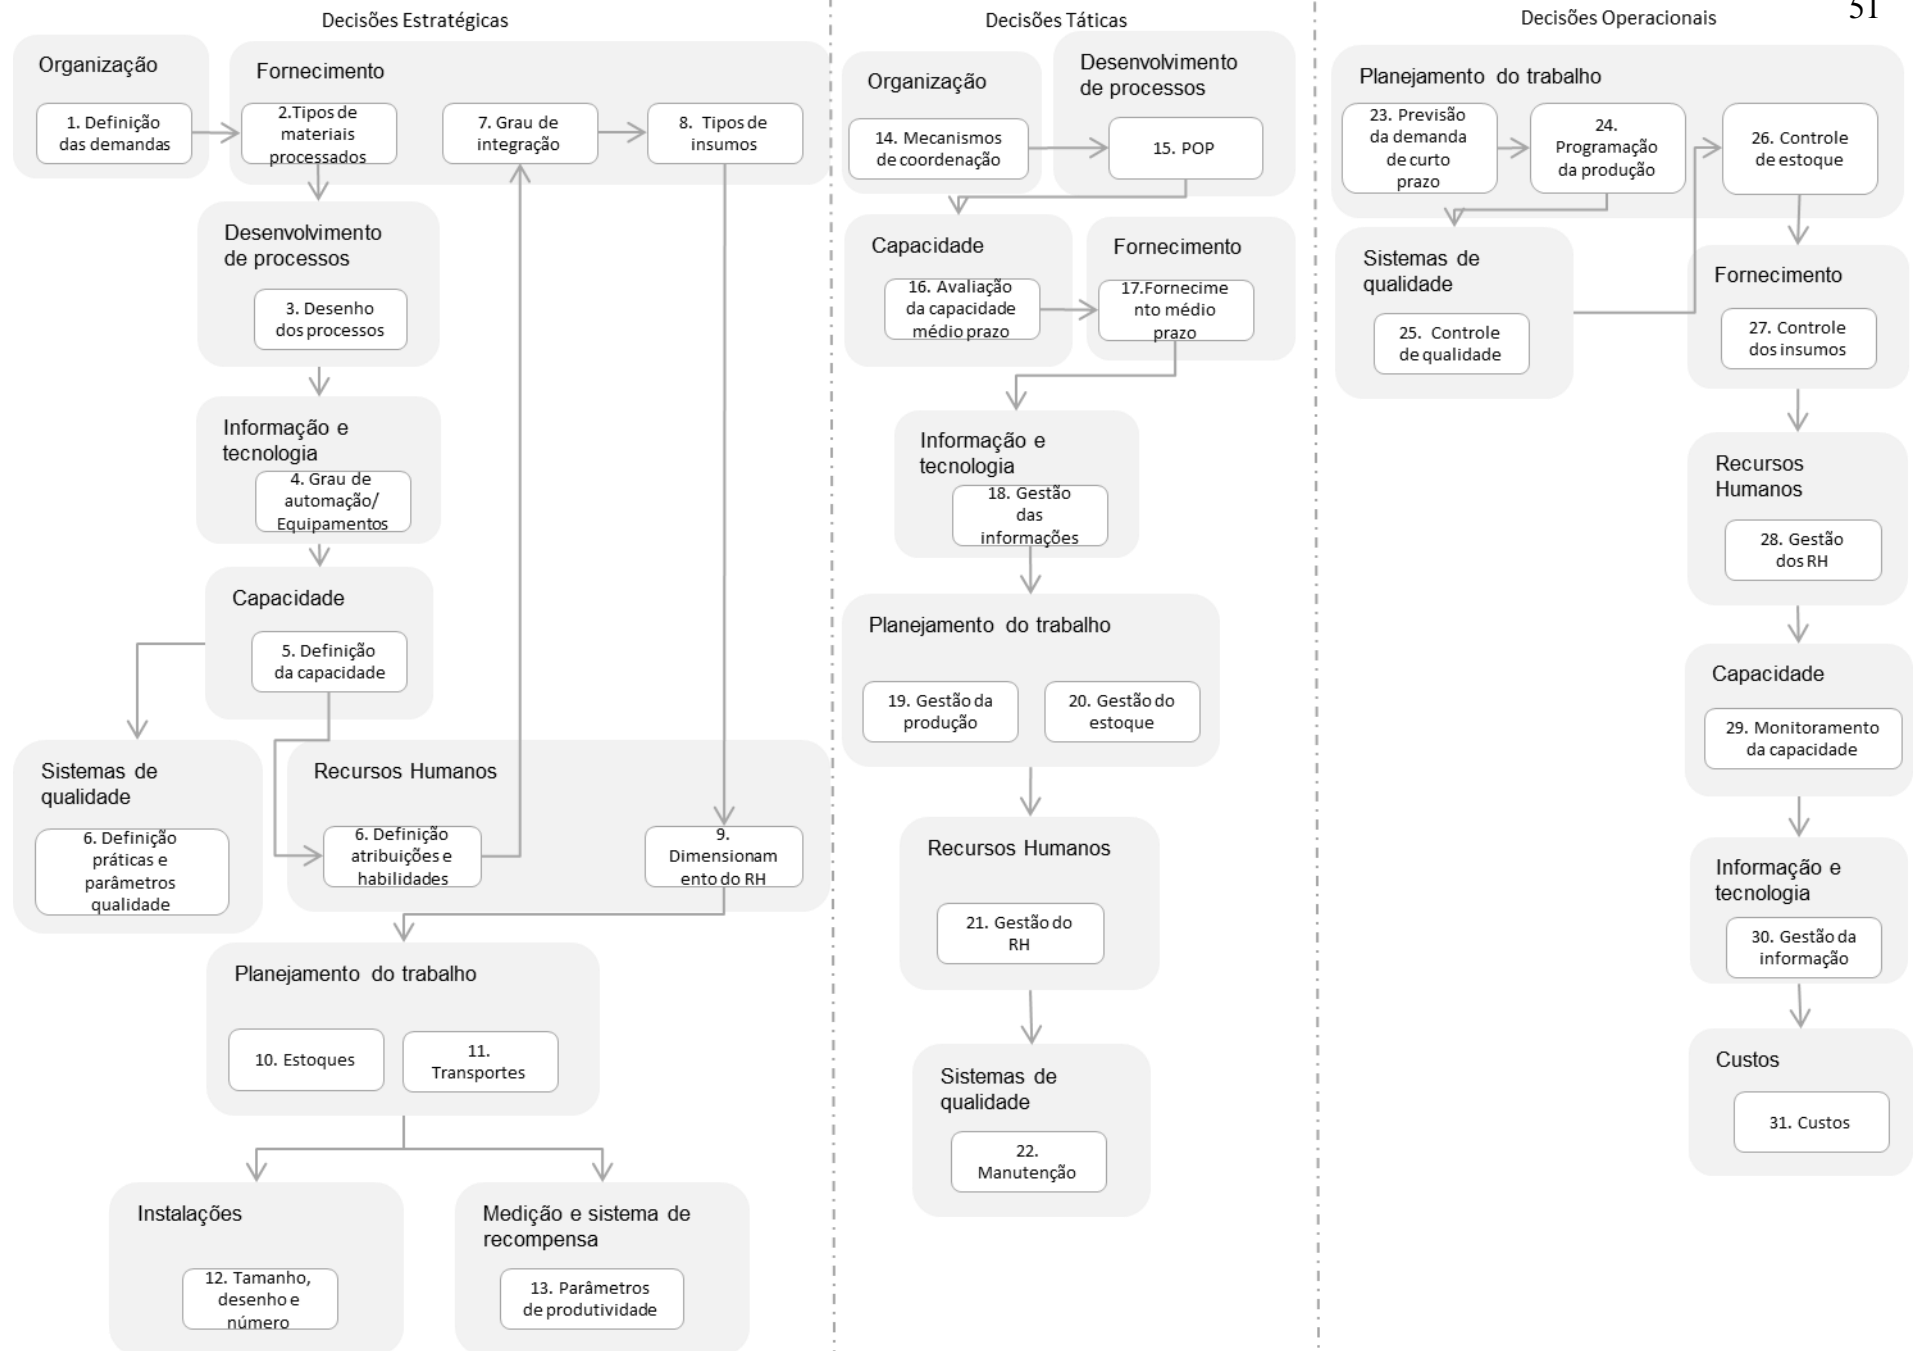 51
Decisões Estratégicas
Organização
1. Definição
das demandas
Fornecimento
2.Tipos de
materiais
processados
7. Grau de
integração
8. Tipos de
insumos
Desenvolvimento
de processos
3. Desenho
dos processos
Informação e
tecnologia
4. Grau de
automação/
Equipamentos
Capacidade
5. Definição
da capacidade
Sistemas de
qualidade
6. Definição
práticas e
parâmetros
qualidade
Recursos Humanos
6. Definição
atribuições e
habilidades
9.
Dimensionam
ento do RH
Planejamento do trabalho
10. Estoques
11.
Transportes
Instalações
12. Tamanho,
desenho e
número
Medição e sistema de
recompensa
13. Parâmetros
de produtividade
Decisões Táticas
Organização
14. Mecanismos
de coordenação
Desenvolvimento
de processos
15. POP
Capacidade
16. Avaliação
da capacidade
médio prazo
Fornecimento
17.Fornecime
nto médio
prazo
Informação e
tecnologia
18. Gestão
das
informações
Planejamento do trabalho
19. Gestão da
produção
20. Gestão do
estoque
Recursos Humanos
21. Gestão do
RH
Sistemas de
qualidade
22.
Manutenção
Decisões Operacionais
Planejamento do trabalho
23. Previsão
da demanda
de curto
prazo
24.
Programação
da produção
26. Controle
de estoque
Sistemas de
qualidade
25. Controle
de qualidade
Fornecimento
27. Controle
dos insumos
Recursos
Humanos
28. Gestão
dos RH
Capacidade
29. Monitoramento
da capacidade
Informação e
tecnologia
30. Gestão da
informação
Custos
31. Custos